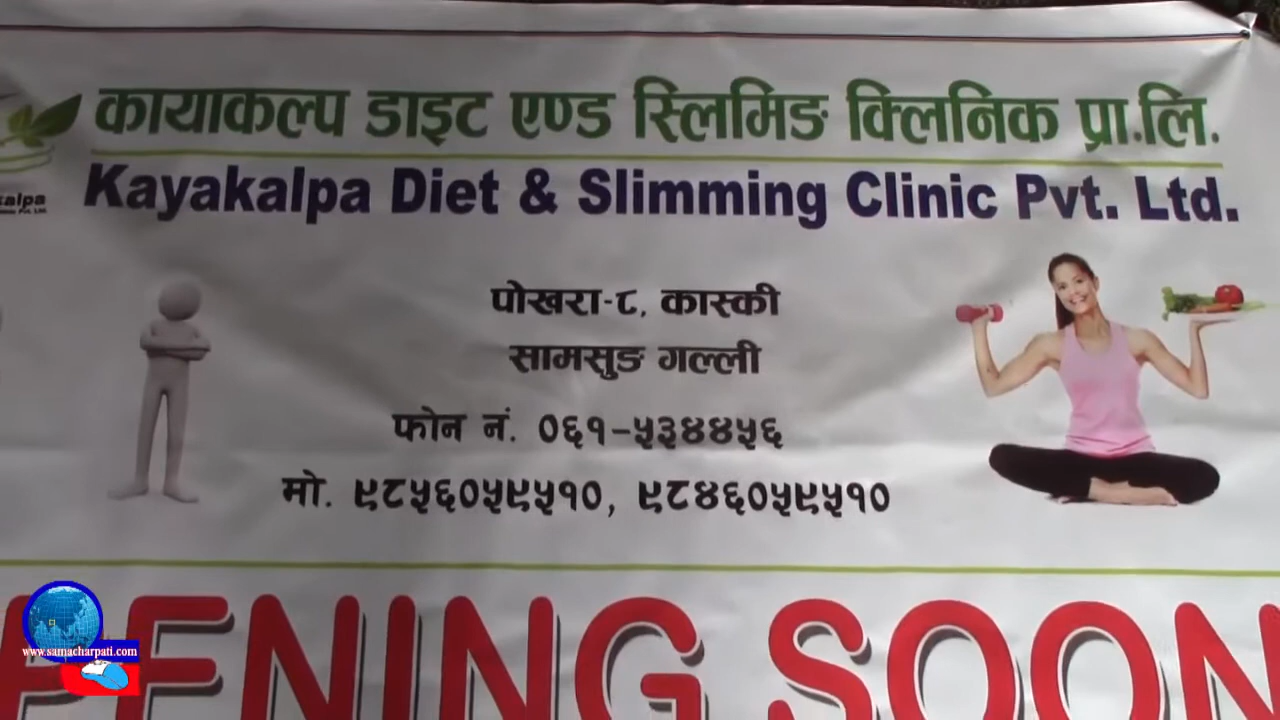 कायाकल्प डाइट एण्ड स्लिमिङ क्लिनिक प्रा.लि.
Kayakalpa Diet & Slimming Clinic Pvt. Ltd.
पोखरा-८, कास्की
सामसुङ गल्ली
फोन नं. ०६१-५३४४५६
मो. ९८५६०५९५१०, ९८४६०५९५१०
OPENING SOON
www.samacharpati.com